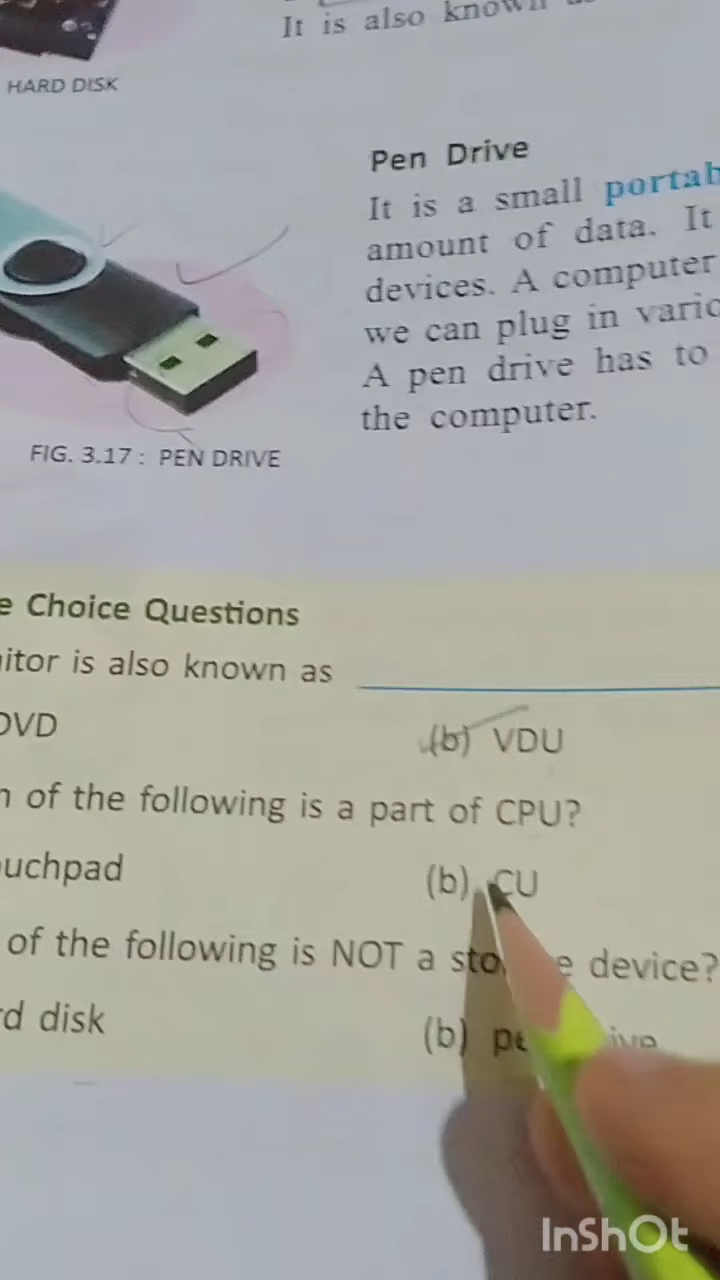 It is also known
HARD DISK
Pen Drive
It is a small portab
amount of data. It
devices. A computer
we can plug in vario
A pen drive has to
the computer.
FIG. 3.17 : PEN DRIVE
e Choice Questions
itor is also known as
DVD
(b) VDU
of the following is a part of CPU?
uchpad
(b) CU
of the following is NOT a device?
d disk
(b)
InShOt